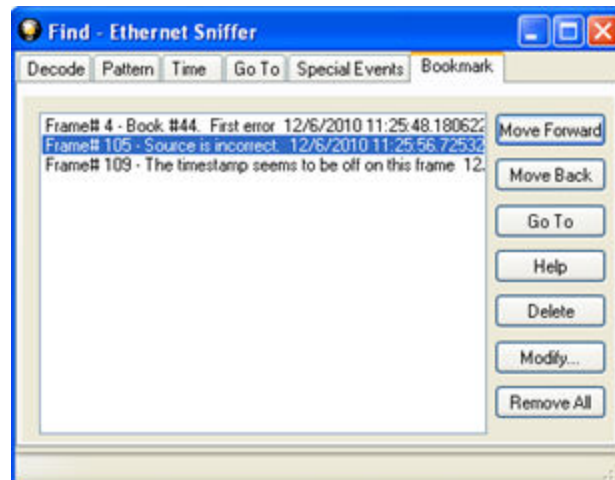 Find - Ethernet Sniffer
Decode Pattern Time Go To Special Events Bookmark
Frame# 4 - Book #44. First error 12/6/2010 11:25:48.180622
Frame# 105 - Source is incorrect. 12/6/2010 11:25:56.72532
Frame# 109 - The timestamp seems to be off on this frame 12.
Move Forward
Move Back
Go To
Help
Delete
Modify...
Remove All